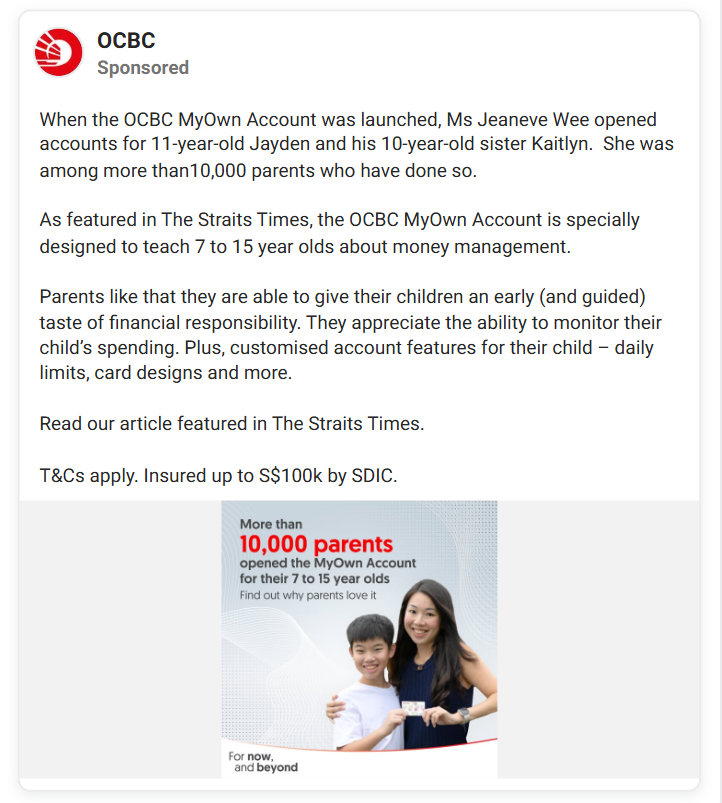 OCBC
Sponsored
When the OCBC MyOwn Account was launched, Ms Jeaneve Wee opened
accounts for 11-year-old Jayden and his 10-year-old sister Kaitlyn.  She was
among more than10,000 parents who have done so.
As featured in The Straits Times, the OCBC MyOwn Account is specially
designed to teach 7 to 15 year olds about money management.
Parents like that they are able to give their children an early (and guided)
taste of financial responsibility. They appreciate the ability to monitor their
child’s spending. Plus, customised account features for their child – daily
limits, card designs and more.
Read our article featured in The Straits Times.
T&Cs apply. Insured up to S$100k by SDIC.
More than
10,000 parents
opened the MyOwn Account
for their 7 to 15 year olds
Find out why parents love it
For now,
and beyond